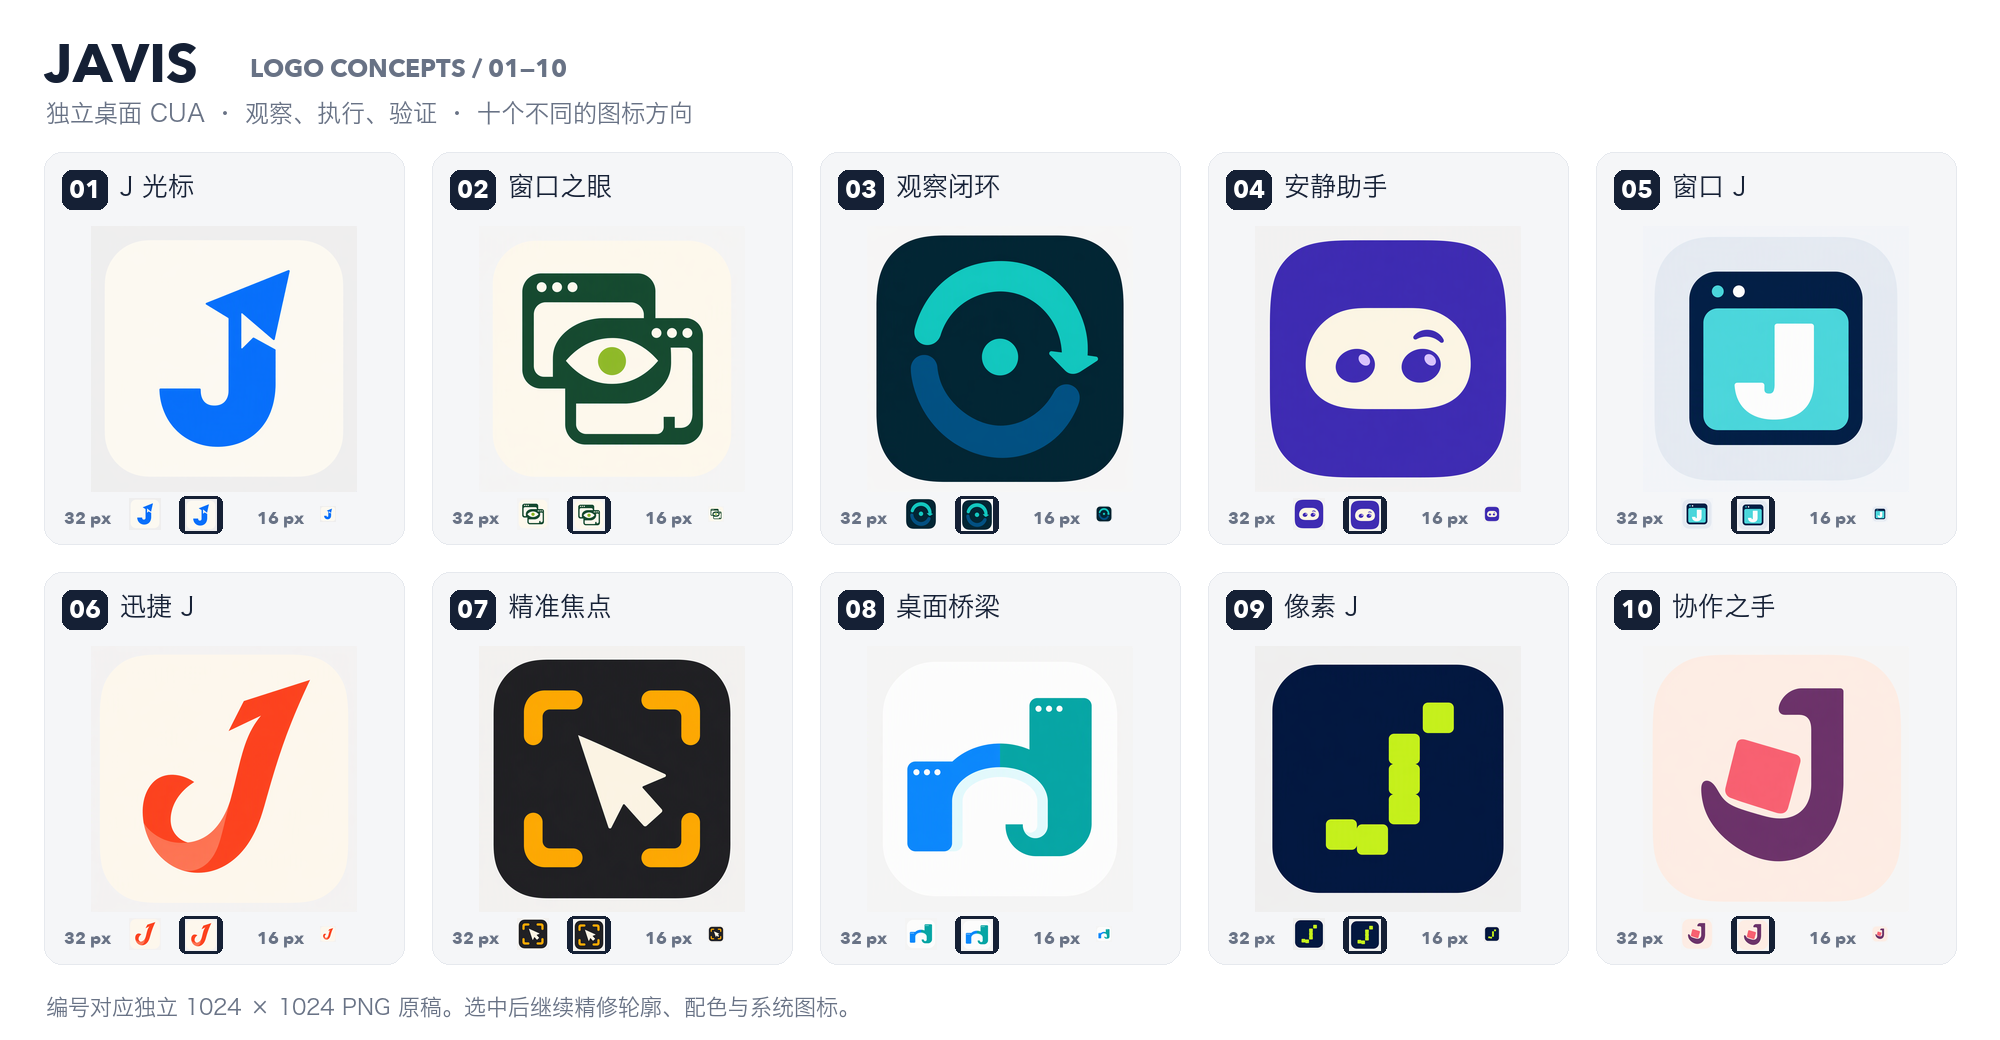 JAVIS LOGO CONCEPTS / 01–10
独立桌面 CUA · 观察、执行、验证 · 十个不同的图标方向
01 J 光标
02 窗口之眼
03 观察闭环
04 安静助手
05 窗口 J
32 px 16 px
32 px 16 px
32 px 16 px
32 px 16 px
32 px 16 px
06 迅捷 J
07 精准焦点
08 桌面桥梁
09 像素 J
10 协作之手
32 px 16 px
32 px 16 px
32 px 16 px
32 px 16 px
32 px 16 px
编号对应独立 1024 × 1024 PNG 原稿。选中后继续精修轮廓、配色与系统图标。